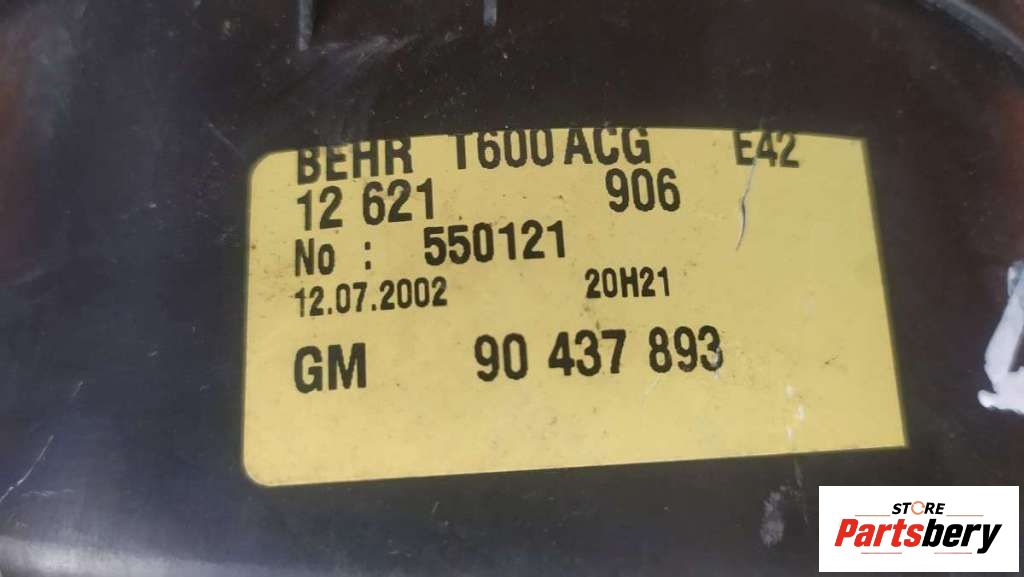 BEHR T600 ACG E42
12 621 906
No : 550121
12.07.2002 20H21
GM 90 437 893
STORE
Partsbery